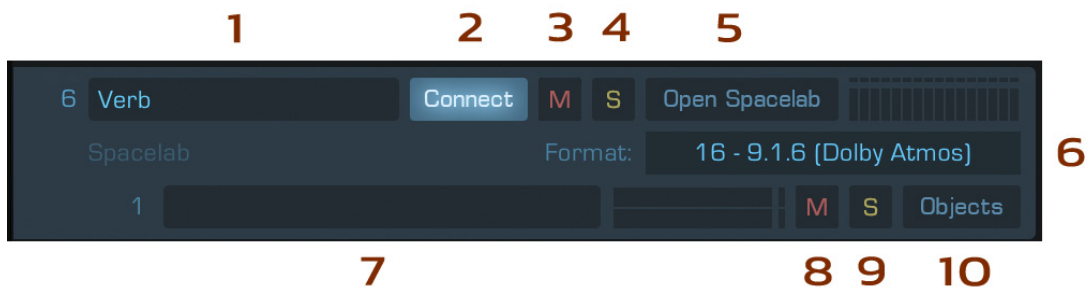 1 2 3 4 5
6 Verb Connect M S Open Spacelab
Spacelab Format: 16 - 9.1.6 (Dolby Atmos) 6
1 M S Objects
7 8 9 10